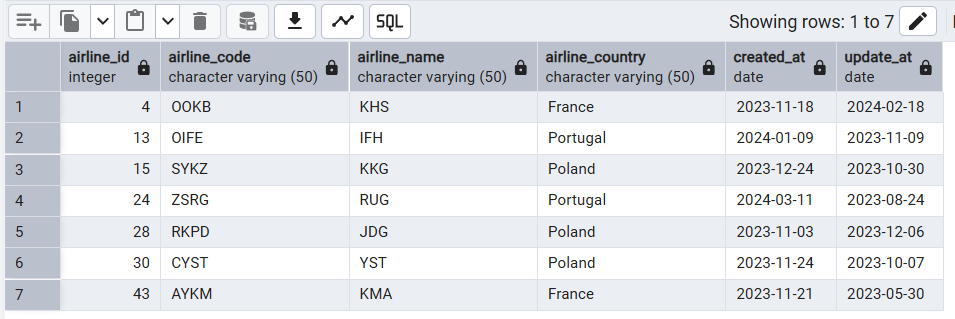 SQL Showing rows: 1 to 7
airline_id airline_code airline_name airline_country created_at update_at
integer character varying (50) character varying (50) character varying (50) date date
1 4 OOKB KHS France 2023-11-18 2024-02-18
2 13 OIFE IFH Portugal 2024-01-09 2023-11-09
3 15 SYKZ KKG Poland 2023-12-24 2023-10-30
4 24 ZSRG RUG Portugal 2024-03-11 2023-08-24
5 28 RKPD JDG Poland 2023-11-03 2023-12-06
6 30 CYST YST Poland 2023-11-24 2023-10-07
7 43 AYKM KMA France 2023-11-21 2023-05-30